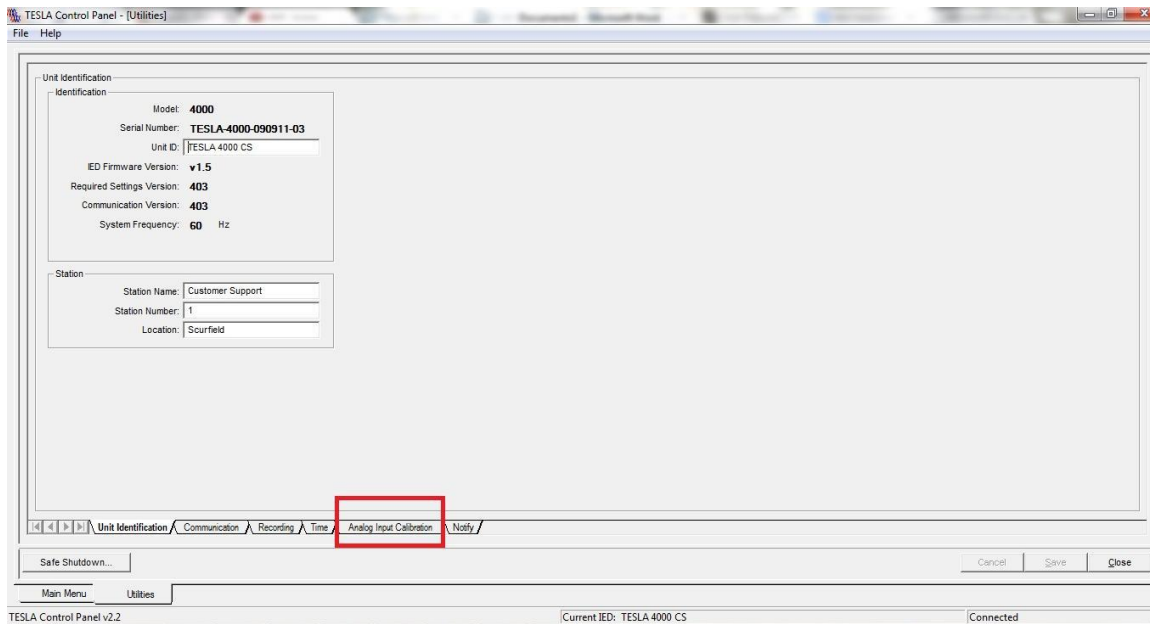 TESLA Control Panel - [Utilities]
File Help
Unit Identification
Identification
Model: 4000
Serial Number: TESLA-4000-090911-03
Unit ID: TESLA 4000 CS
IED Firmware Version: v1.5
Required Settings Version: 403
Communication Version: 403
System Frequency: 60 Hz
Station
Station Name: Customer Support
Station Number: 1
Location: Scurfield
Unit Identification Communication Recording Time Analog Input Calibration Notify
Safe Shutdown... Cancel Save Close
Main Menu Utilities
TESLA Control Panel v2.2 Current IED: TESLA 4000 CS Connected